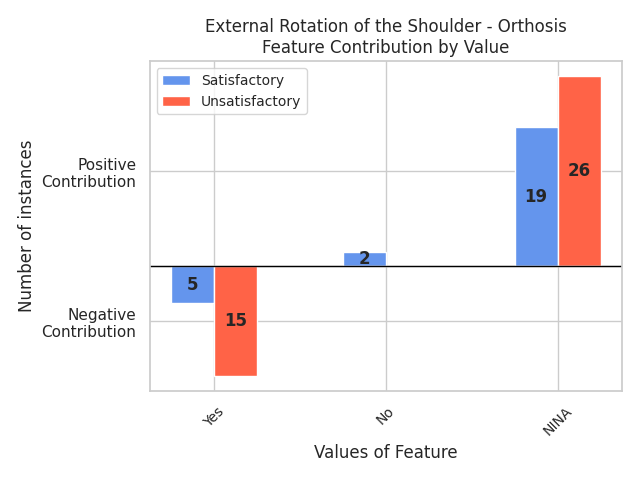 External Rotation of the Shoulder - Orthosis
Feature Contribution by Value
Satisfactory
Unsatisfactory
Number of instances
Positive
Contribution
Negative
Contribution
5
15
2
19
26
Yes
No
NINA
Values of Feature